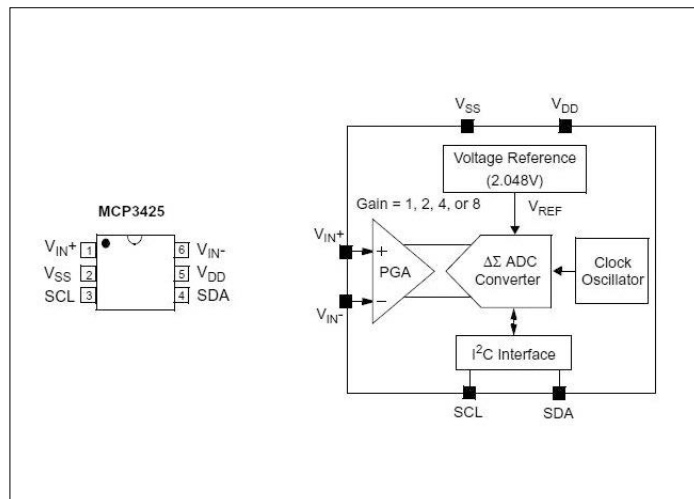 MCP3425
VIN+ 1
6 VIN-
VSS 2
5 VDD
SCL 3
4 SDA
VSS
VDD
Voltage Reference
(2.048V)
Gain = 1, 2, 4, or 8
VREF
VIN+
+
PGA
−
VIN-
ΔΣ ADC
Converter
Clock
Oscillator
I²C Interface
SCL
SDA